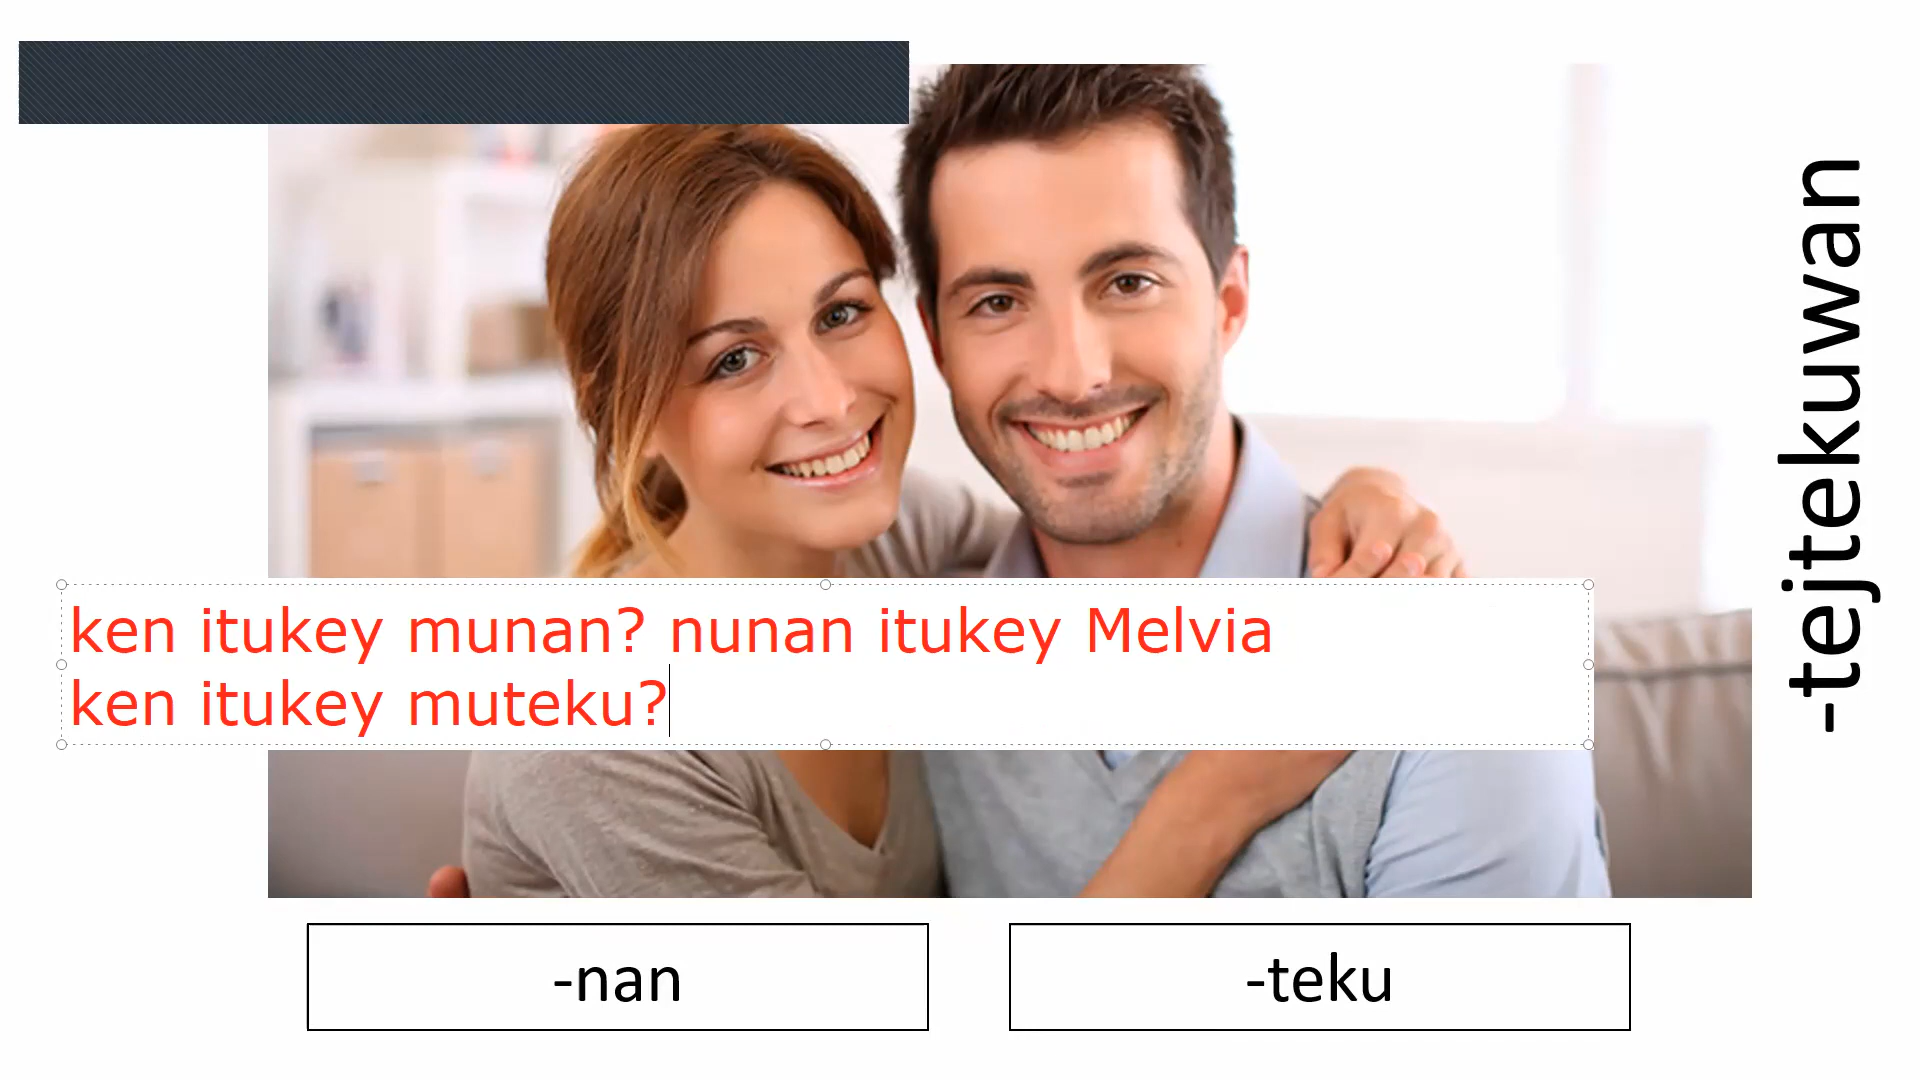 ken itukey munan? nunan itukey Melvia
ken itukey muteku?
-nan
-teku
-tejtekuwan